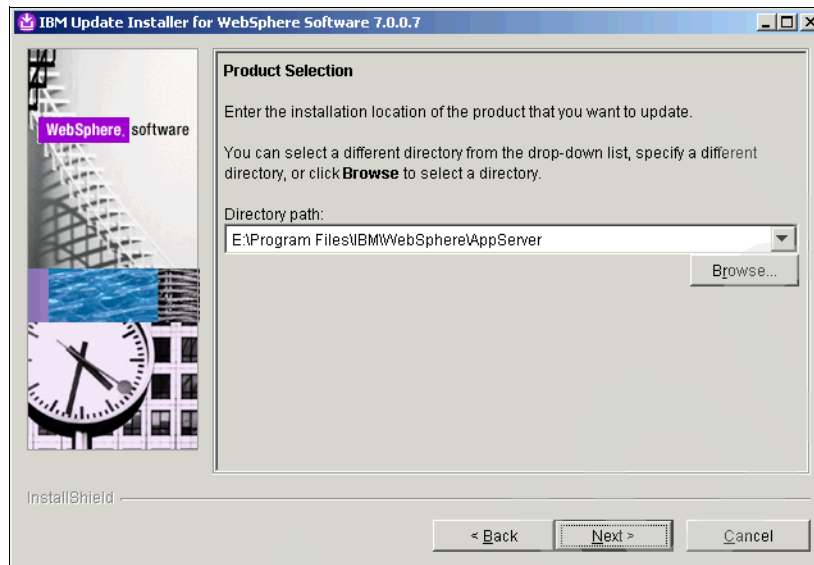 IBM Update Installer for WebSphere Software 7.0.0.7
WebSphere. software
Product Selection
Enter the installation location of the product that you want to update.
You can select a different directory from the drop-down list, specify a different
directory, or click Browse to select a directory.
Directory path:
E:\Program Files\IBM\WebSphere\AppServer
Browse...
InstallShield
< Back
Next >
Cancel